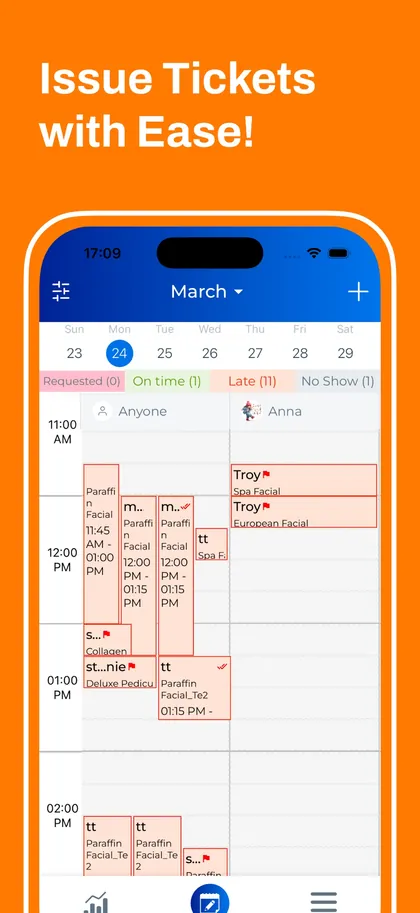 Issue Tickets
with Ease!
17:09
March
Sun Mon Tue Wed Thu Fri Sat
23 24 25 26 27 28 29
Requested (0) On time (1) Late (11) No Show (1)
Anyone Anna
11:00
AM
Paraffi
n
Facial
11:45
AM -
01:00
PM
m..
Paraffi
n
Facial
12:00
PM -
01:15
PM
m..
Paraffi
n
Facial
12:00
PM -
01:15
PM
tt
Spa F
Troy
Spa Facial
Troy
European Facial
12:00
PM
s...
Collagen
st...nie
Deluxe Pedicu
tt
Paraffin
Facial_Te2
01:15 PM -
01:00
PM
02:00
PM
tt
Paraffin
Facial_Te
2
tt
Paraffin
Facial_Te
2
s...
Paraffin